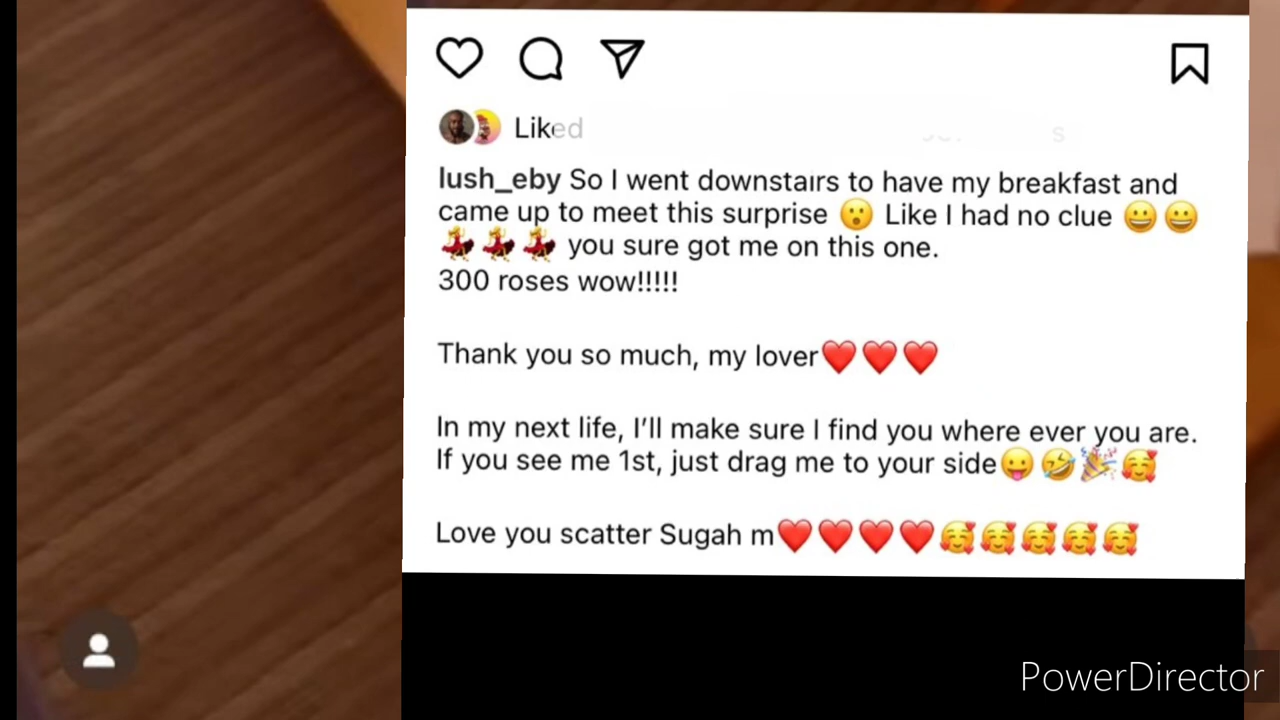 Liked
lush_eby So I went downstairs to have my breakfast and
came up to meet this surprise 😮 Like I had no clue 😀😀
💃💃💃 you sure got me on this one.
300 roses wow!!!!!
Thank you so much, my lover❤️❤️❤️
In my next life, I'll make sure I find you where ever you are.
If you see me 1st, just drag me to your side😛🤣🎉🥰
Love you scatter Sugah m❤️❤️❤️❤️🥰🥰🥰🥰🥰
PowerDirector